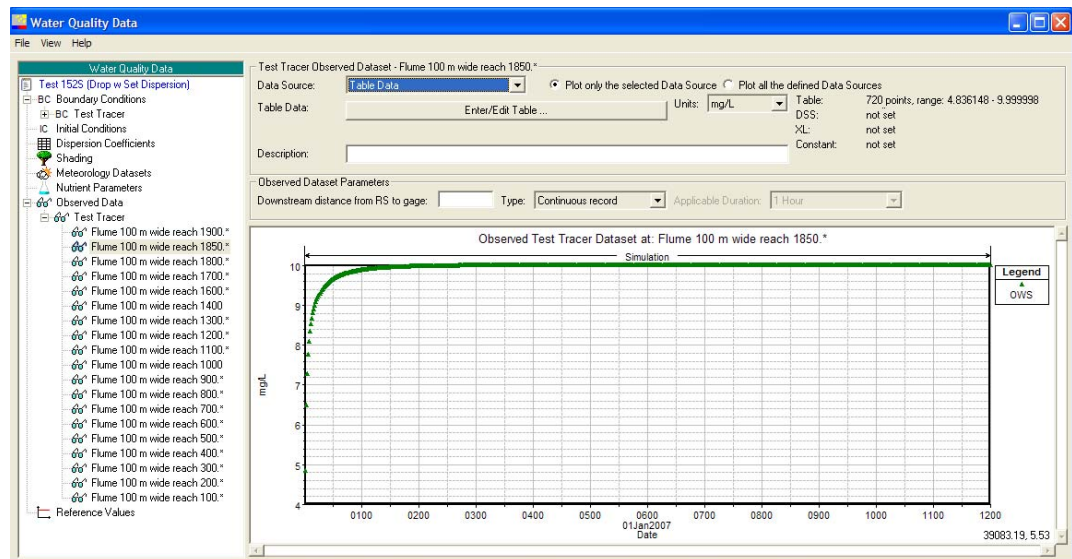 Water Quality Data
File View Help
Water Quality Data
Test 152S (Drop w Set Dispersion)
BC Boundary Conditions
BC Test Tracer
IC Initial Conditions
Dispersion Coefficients
Shading
Meteorology Datasets
Nutrient Parameters
Observed Data
Test Tracer
Flume 100 m wide reach 1900.*
Flume 100 m wide reach 1850.*
Flume 100 m wide reach 1800.*
Flume 100 m wide reach 1700.*
Flume 100 m wide reach 1600.*
Flume 100 m wide reach 1400
Flume 100 m wide reach 1300.*
Flume 100 m wide reach 1200.*
Flume 100 m wide reach 1100.*
Flume 100 m wide reach 1000
Flume 100 m wide reach 900.*
Flume 100 m wide reach 800.*
Flume 100 m wide reach 700.*
Flume 100 m wide reach 600.*
Flume 100 m wide reach 500.*
Flume 100 m wide reach 400.*
Flume 100 m wide reach 300.*
Flume 100 m wide reach 200.*
Flume 100 m wide reach 100.*
Reference Values
Test Tracer Observed Dataset - Flume 100 m wide reach 1850.*
Data Source: Table Data Plot only the selected Data Source Plot all the defined Data Sources
Table Data: Enter/Edit Table ... Units: mg/L
Table: 720 points, range: 4.836148 - 9.999998
DSS: not set
XL: not set
Constant: not set
Description:
Observed Dataset Parameters
Downstream distance from RS to gage: Type: Continuous record Applicable Duration: 1 Hour
Observed Test Tracer Dataset at: Flume 100 m wide reach 1850.*
Simulation
10
9
8
7
6
5
4
mg/L
0100 0200 0300 0400 0500 0600 0700 0800 0900 1000 1100 1200
01Jan2007
Date
Legend
OWS
39083.19, 5.53